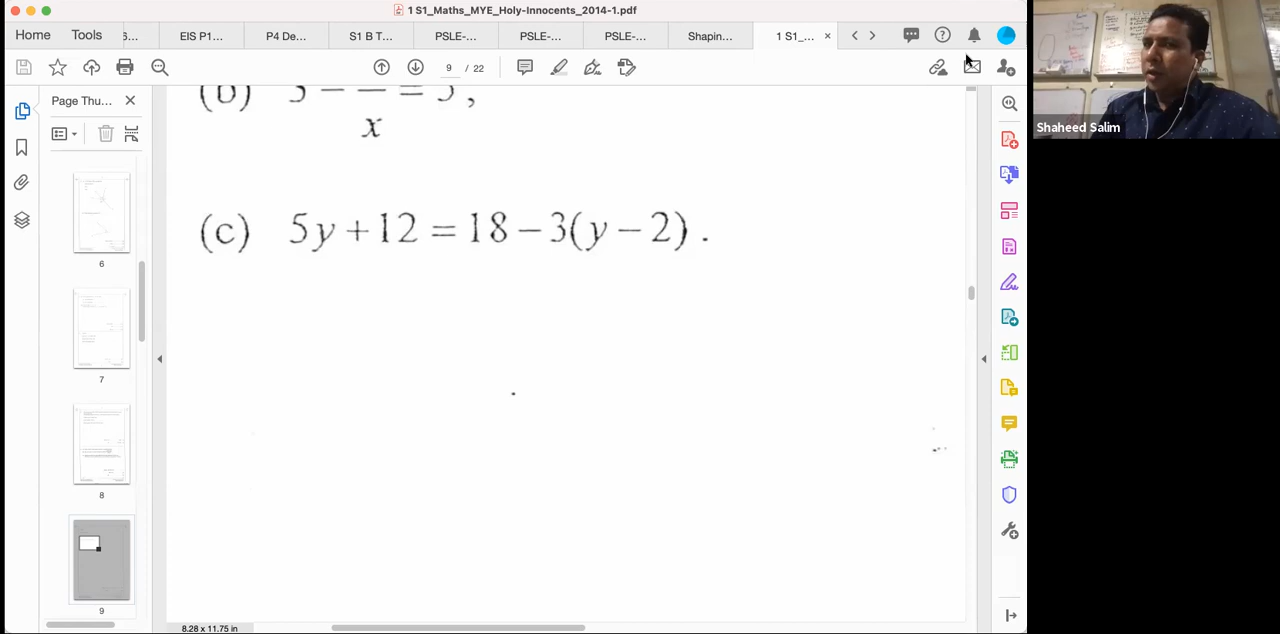 1 S1_Maths_MYE_Holy-Innocents_2014-1.pdf
Home Tools S... EIS P1... P4 De... S1 B T... PSLE-... PSLE-... PSLE-... Shapin... 1 S1_... ×
9 / 22
Page Thu...
Shaheed Salim
(c) 5y + 12 = 18 − 3(y − 2) .
x
6
7
8
9
8.28 x 11.75 in